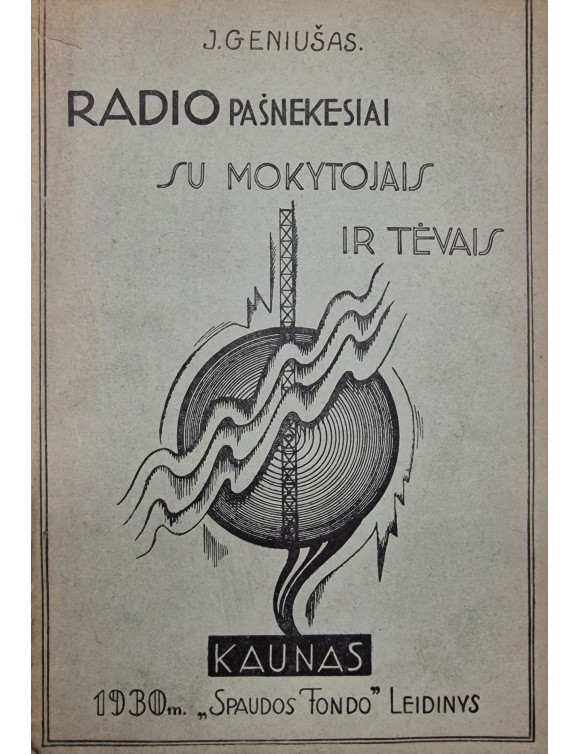 J. GENIUŠAS.
RADIO PAŠNEKESIAI
SU MOKYTOJAIS
IR TĖVAIS
KAUNAS
1930 m. „SPAUDOS FONDO” LEIDINYS